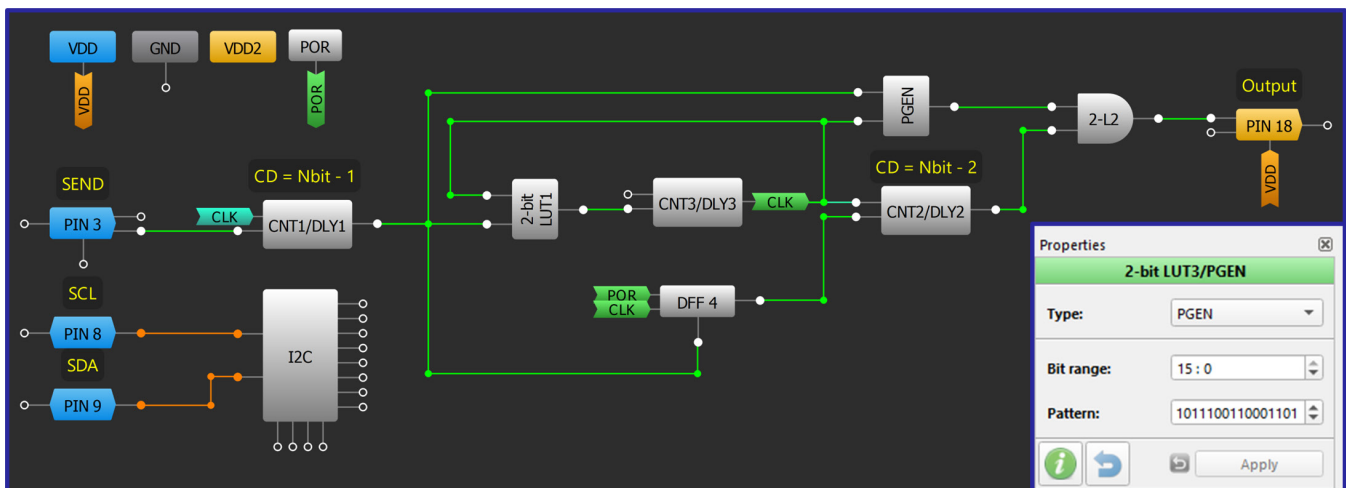 VDD
GND
VDD2
POR
VDD
POR
SEND
PIN 3
CLK
CD = Nbit - 1
CNT1/DLY1
2-bit
LUT1
CNT3/DLY3
CLK
PGEN
CD = Nbit - 2
CNT2/DLY2
2-L2
Output
PIN 18
VDD
SCL
PIN 8
SDA
PIN 9
I2C
POR
CLK
DFF 4
Properties
2-bit LUT3/PGEN
Type:
PGEN
Bit range:
15 : 0
Pattern:
1011100110001101
Apply